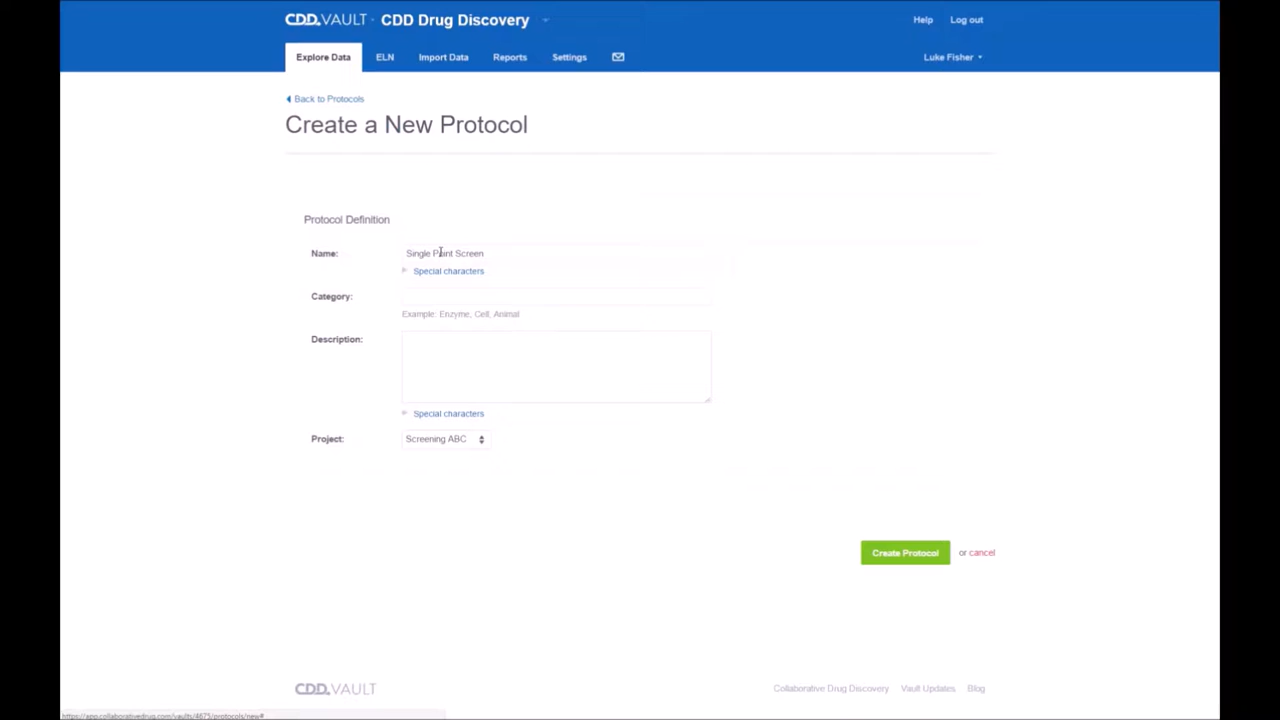 CDD.VAULT CDD Drug Discovery
Help Log out
Explore Data ELN Import Data Reports Settings
Luke Fisher
Back to Protocols
Create a New Protocol
Protocol Definition
Name: Single Point Screen
Special characters
Category:
Example: Enzyme, Cell, Animal
Description:
Special characters
Project: Screening ABC
Create Protocol or cancel
CDD.VAULT
Collaborative Drug Discovery Vault Updates Blog
https://app.collaborativedrug.com/vaults/4675/protocols/new#